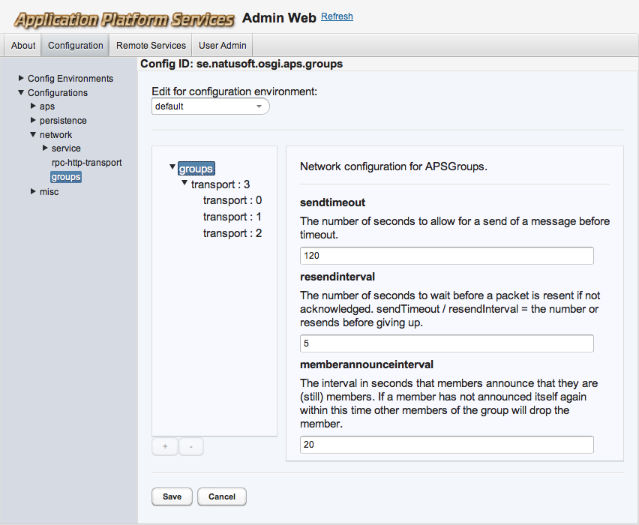 Application Platform Services Admin Web Refresh
About Configuration Remote Services User Admin
Config ID: se.natusoft.osgi.aps.groups
Config Environments
Configurations
aps
persistence
network
service
rpc-http-transport
groups
misc
Edit for configuration environment:
default
groups
transport : 3
transport : 0
transport : 1
transport : 2
+ -
Network configuration for APSGroups.
sendtimeout
The number of seconds to allow for a send of a message before
timeout.
120
resendinterval
The number of seconds to wait before a packet is resent if not
acknowledged. sendTimeout / resendInterval = the number or
resends before giving up.
5
memberannounceinterval
The interval in seconds that members announce that they are
(still) members. If a member has not announced itself again
within this time other members of the group will drop the
member.
20
Save Cancel